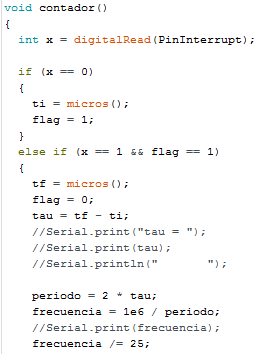 void contador()
{
int x = digitalRead(PinInterrupt);
if (x == 0)
{
ti = micros();
flag = 1;
}
else if (x == 1 && flag == 1)
{
tf = micros();
flag = 0;
tau = tf - ti;
//Serial.print("tau = ");
//Serial.print(tau);
//Serial.println("       ");
periodo = 2 * tau;
frecuencia = 1e6 / periodo;
//Serial.print(frecuencia);
frecuencia /= 25;